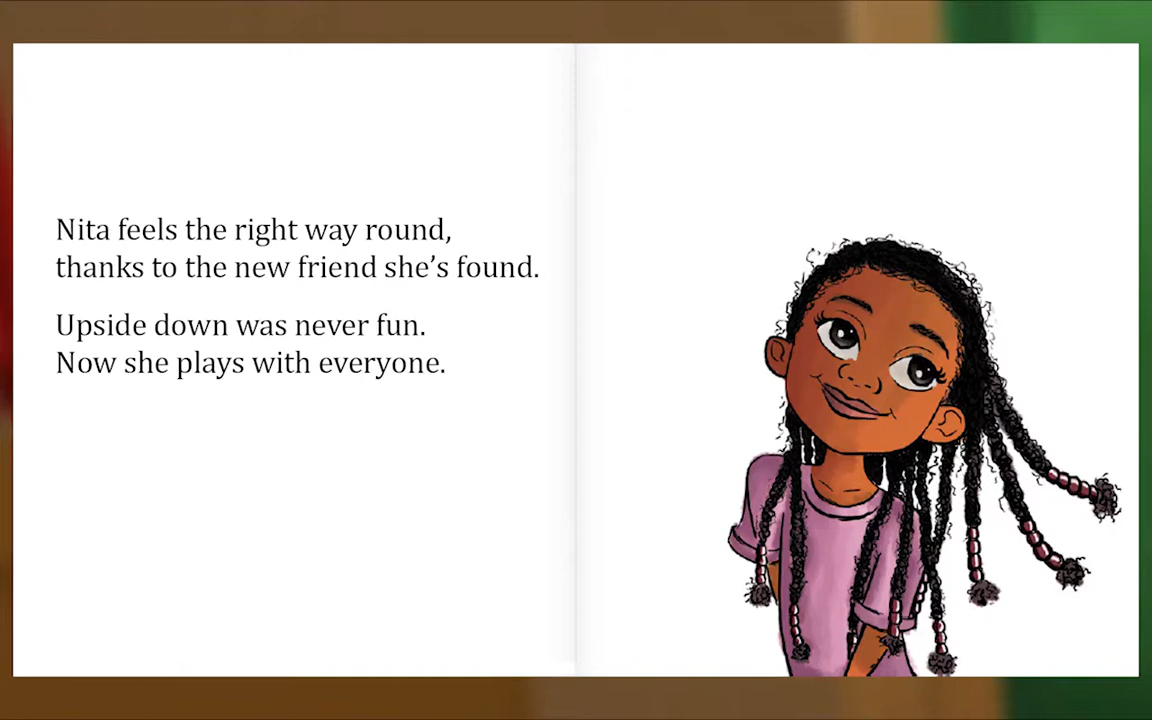 Nita feels the right way round,
thanks to the new friend she’s found.
Upside down was never fun.
Now she plays with everyone.